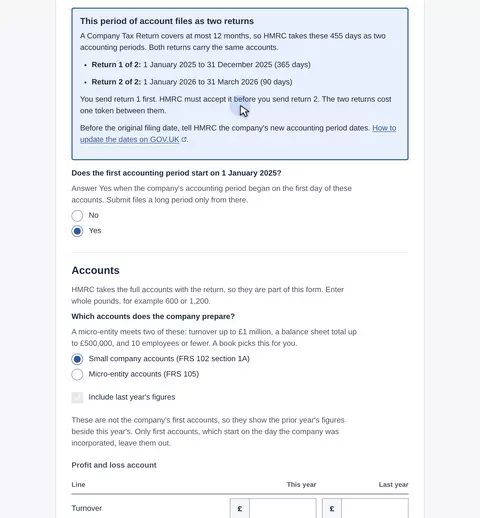 This period of account files as two returns
A Company Tax Return covers at most 12 months, so HMRC takes these 455 days as two
accounting periods. Both returns carry the same accounts.
• Return 1 of 2: 1 January 2025 to 31 December 2025 (365 days)
• Return 2 of 2: 1 January 2026 to 31 March 2026 (90 days)
You send return 1 first. HMRC must accept it before you send return 2. The two returns cost
one token between them.
Before the original filing date, tell HMRC the company's new accounting period dates. How to
update the dates on GOV.UK.
Does the first accounting period start on 1 January 2025?
Answer Yes when the company's accounting period began on the first day of these
accounts. Submit files a long period only from there.
No
Yes
Accounts
HMRC takes the full accounts with the return, so they are part of this form. Enter
whole pounds, for example 600 or 1,200.
Which accounts does the company prepare?
A micro-entity meets two of these: turnover up to £1 million, a balance sheet total up
to £500,000, and 10 employees or fewer. A book picks this for you.
Small company accounts (FRS 102 section 1A)
Micro-entity accounts (FRS 105)
Include last year's figures
These are not the company's first accounts, so they show the prior year's figures
beside this year's. Only first accounts, which start on the day the company was
incorporated, leave them out.
Profit and loss account
Line This year Last year
Turnover £ £